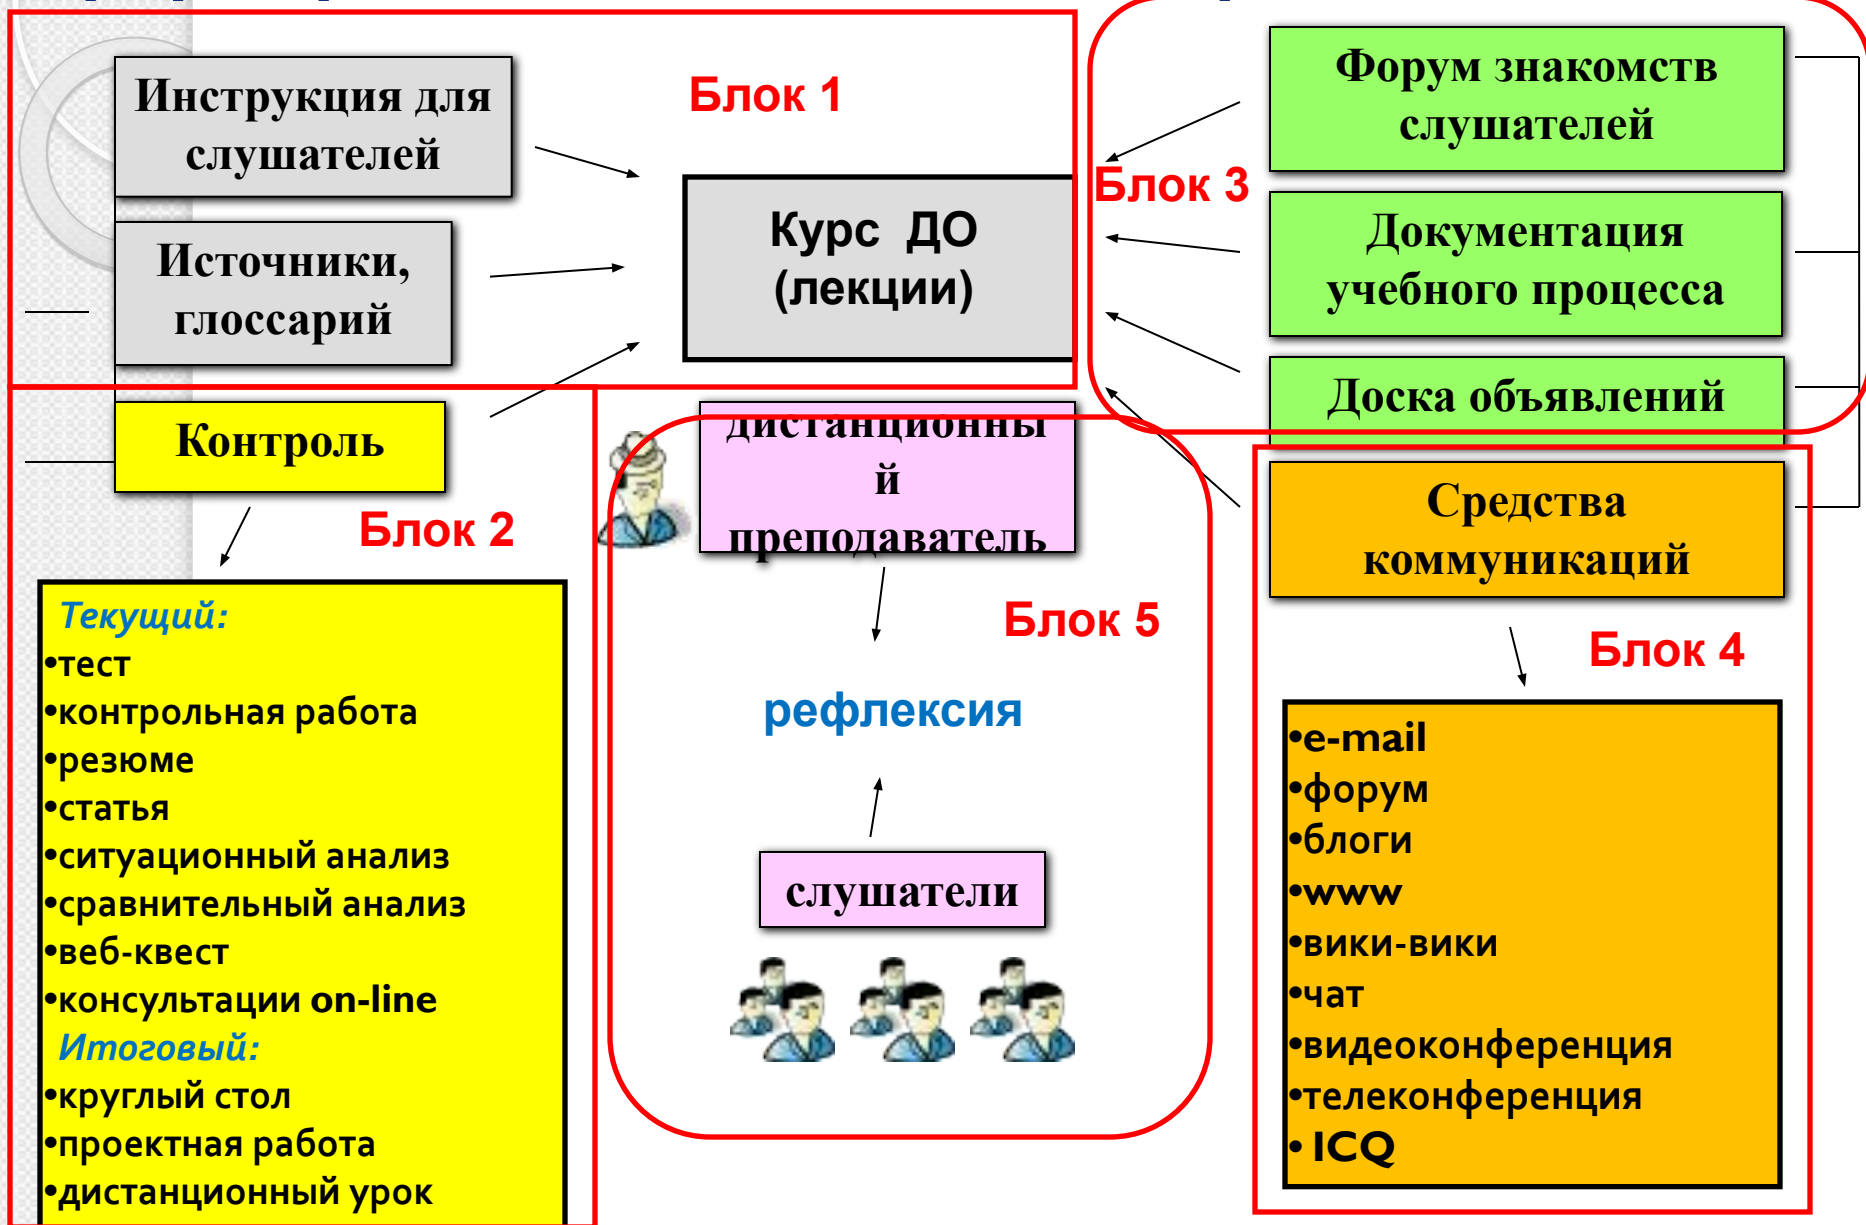 Блок 1
Инструкция для
слушателей
Источники,
глоссарий
Курс ДО
(лекции)
Блок 3
Форум знакомств
слушателей
Документация
учебного процесса
Доска объявлений
Контроль
Блок 2
Текущий:
•тест
•контрольная работа
•резюме
•статья
•ситуационный анализ
•сравнительный анализ
•веб-квест
•консультации on-line
Итоговый:
•круглый стол
•проектная работа
•дистанционный урок
дистанционны
й
преподаватель
Блок 5
рефлексия
слушатели
Средства
коммуникаций
Блок 4
•e-mail
•форум
•блоги
•www
•вики-вики
•чат
•видеоконференция
•телеконференция
• ICQ